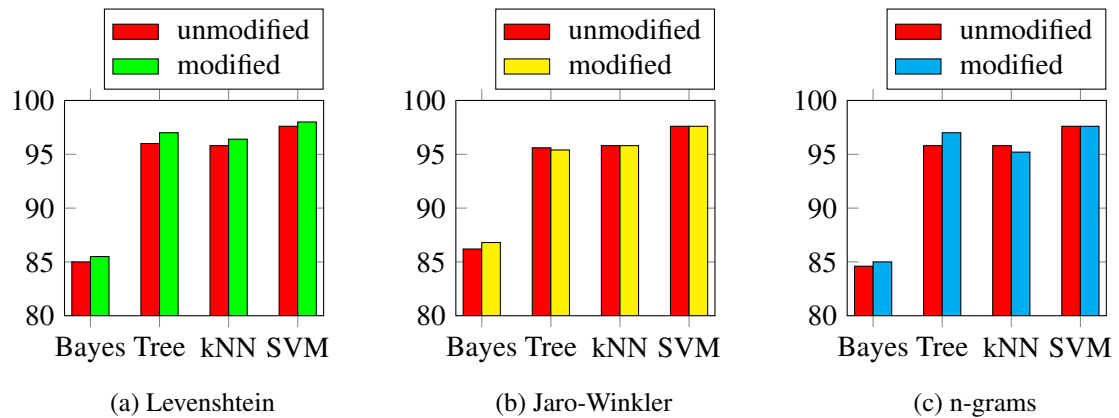 unmodified
modified
100
95
90
85
80
Bayes Tree kNN SVM
(a) Levenshtein
unmodified
modified
100
95
90
85
80
Bayes Tree kNN SVM
(b) Jaro-Winkler
unmodified
modified
100
95
90
85
80
Bayes Tree kNN SVM
(c) n-grams